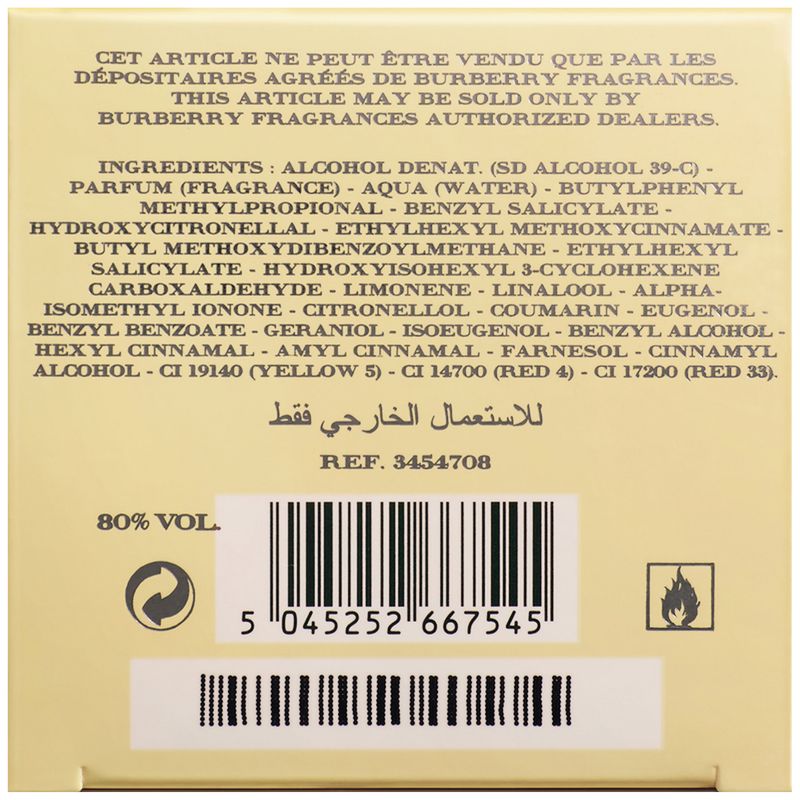 CET ARTICLE NE PEUT ÊTRE VENDU QUE PAR LES
DÉPOSITAIRES AGRÉÉS DE BURBERRY FRAGRANCES.
THIS ARTICLE MAY BE SOLD ONLY BY
BURBERRY FRAGRANCES AUTHORIZED DEALERS.
INGREDIENTS : ALCOHOL DENAT. (SD ALCOHOL 39-C) -
PARFUM (FRAGRANCE) - AQUA (WATER) - BUTYLPHENYL
METHYLPROPIONAL - BENZYL SALICYLATE -
HYDROXYCITRONELLAL - ETHYLHEXYL METHOXYCINNAMATE -
BUTYL METHOXYDIBENZOYLMETHANE - ETHYLHEXYL
SALICYLATE - HYDROXYISOHEXYL 3-CYCLOHEXENE
CARBOXALDEHYDE - LIMONENE - LINALOOL - ALPHA-
ISOMETHYL IONONE - CITRONELLOL - COUMARIN - EUGENOL -
BENZYL BENZOATE - GERANIOL - ISOEUGENOL - BENZYL ALCOHOL -
HEXYL CINNAMAL - AMYL CINNAMAL - FARNESOL - CINNAMYL
ALCOHOL - CI 19140 (YELLOW 5) - CI 14700 (RED 4) - CI 17200 (RED 33).
للاستعمال الخارجي فقط
REF. 3454708
80% VOL.
5 045252 667545